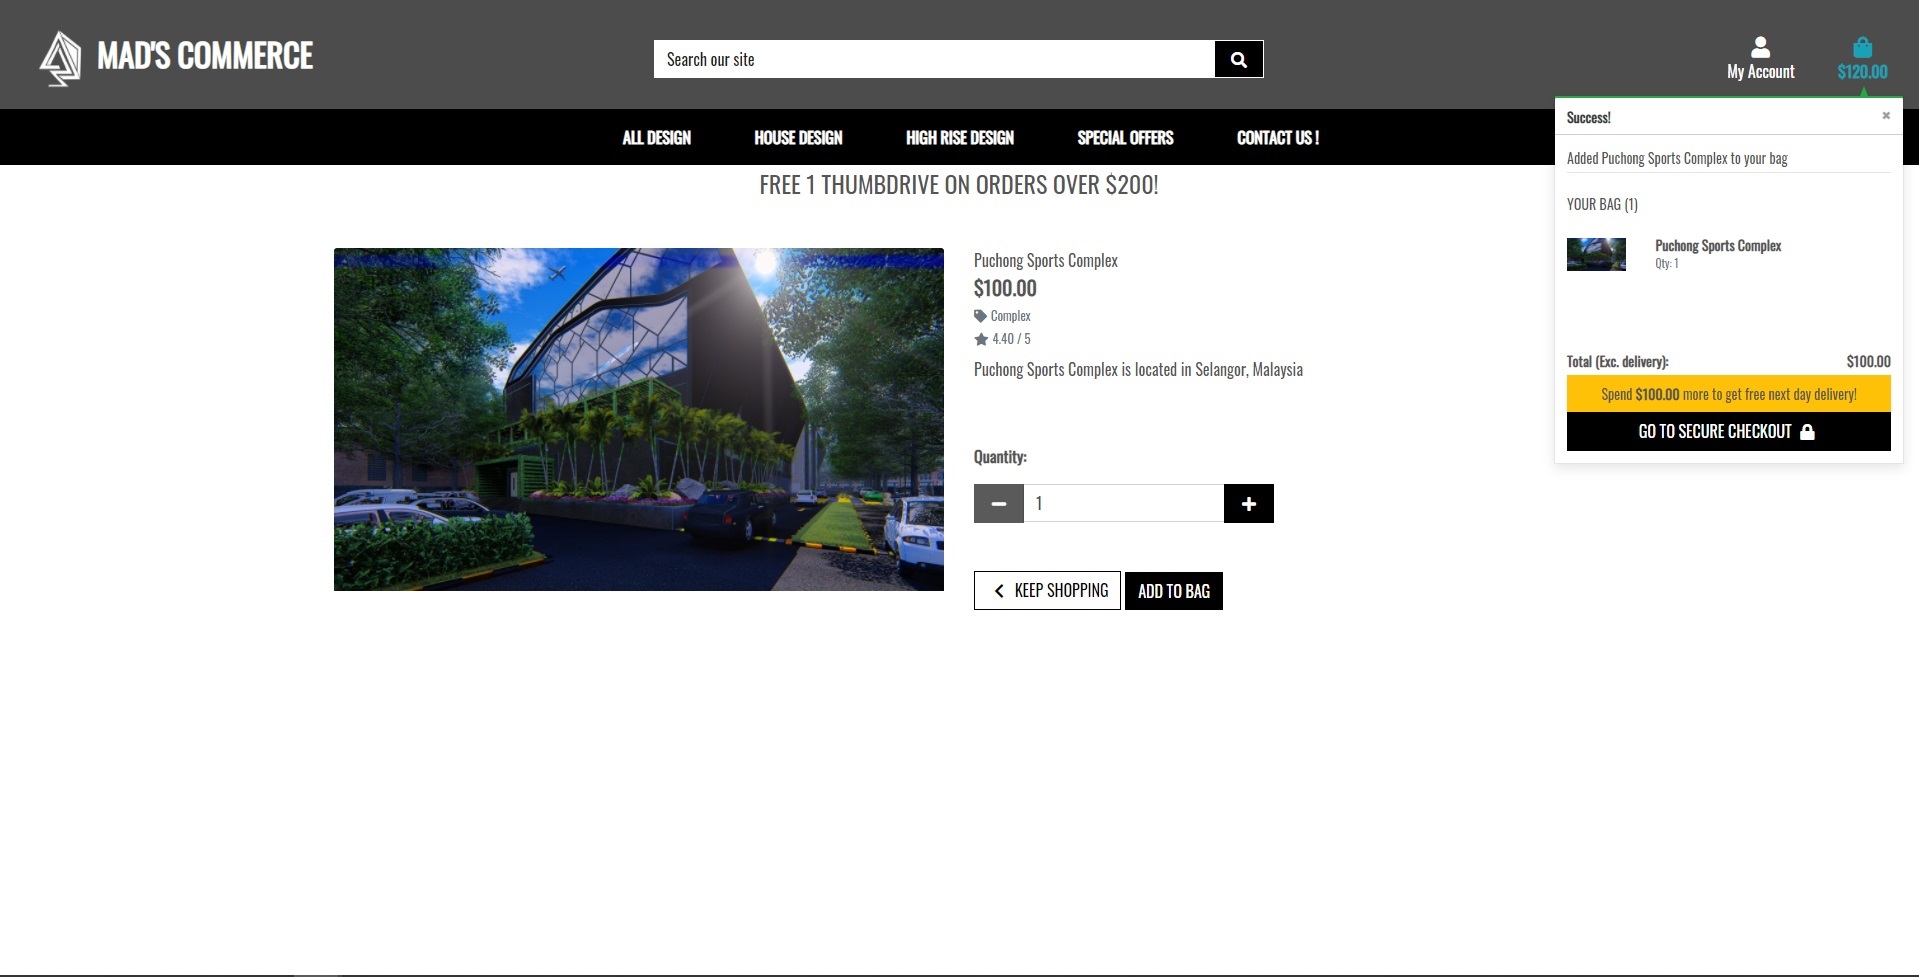 MAD'S COMMERCE
Search our site
My Account
$120.00
ALL DESIGN HOUSE DESIGN HIGH RISE DESIGN SPECIAL OFFERS CONTACT US !
FREE 1 THUMBDRIVE ON ORDERS OVER $200!
Puchong Sports Complex
$100.00
Complex
4.40 / 5
Puchong Sports Complex is located in Selangor, Malaysia
Quantity:
1
KEEP SHOPPING
ADD TO BAG
Success!
×
Added Puchong Sports Complex to your bag
YOUR BAG (1)
Puchong Sports Complex
Qty: 1
Total (Exc. delivery): $100.00
Spend $100.00 more to get free next day delivery!
GO TO SECURE CHECKOUT